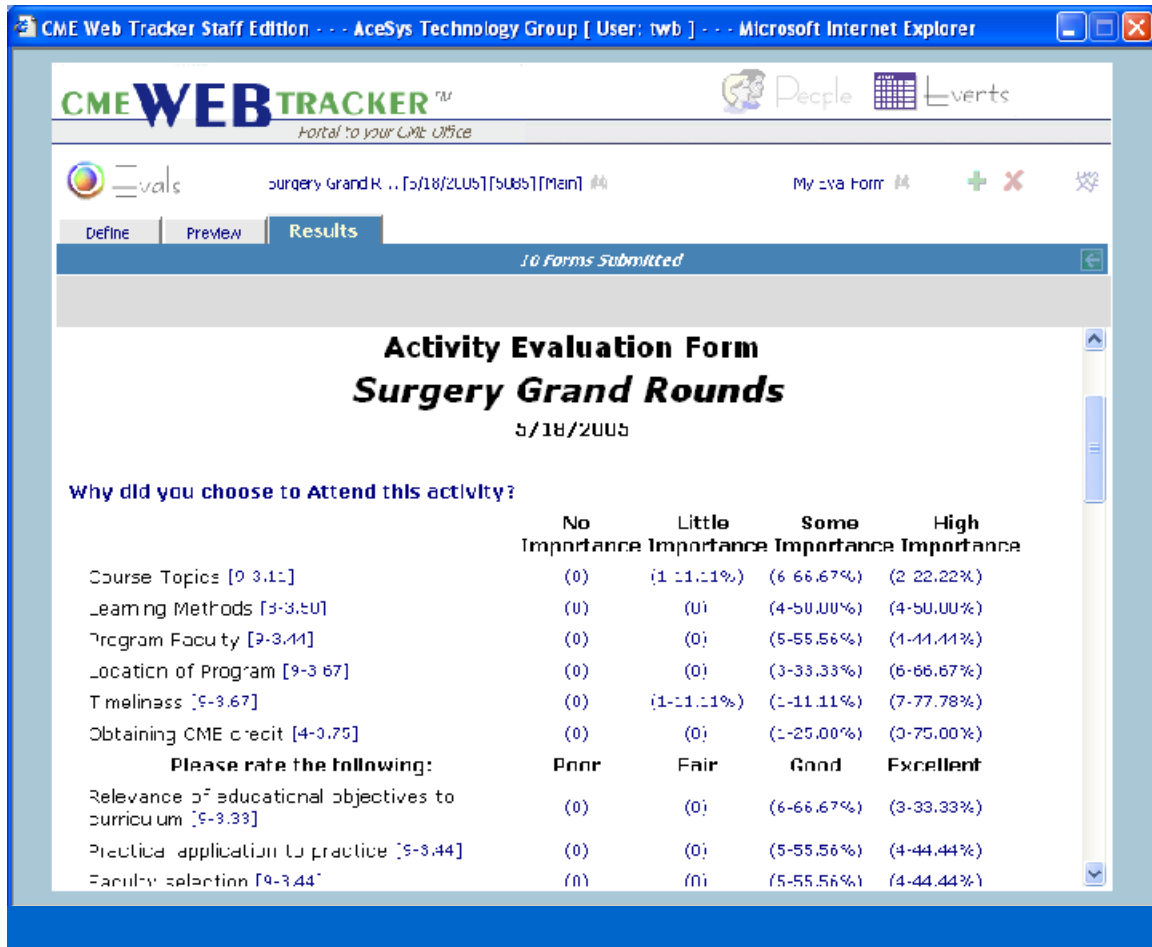 CME Web Tracker Staff Edition - - - AceSys Technology Group [ User: twb ] - - - Microsoft Internet Explorer
CME WEB TRACKER TM
People Events
Portal to your CME Office
Evals Surgery Grand R... [5/18/2005][5085][Main] My Eval Form
Define Preview Results
10 Forms Submitted
Activity Evaluation Form
Surgery Grand Rounds
5/18/2005
Why did you choose to Attend this activity?
No Little Some High
Importance Importance Importance Importance
Course Topics [9-3.11] (0) (1-11.11%) (6-66.67%) (2-22.22%)
Learning Methods [8-3.50] (0) (0) (4-50.00%) (4-50.00%)
Program Faculty [9-3.44] (0) (0) (5-55.56%) (4-44.44%)
Location of Program [9-3.67] (0) (0) (3-33.33%) (6-66.67%)
Timeliness [9-3.67] (0) (1-11.11%) (1-11.11%) (7-77.78%)
Obtaining CME credit [4-3.75] (0) (0) (1-25.00%) (3-75.00%)
Please rate the following: Poor Fair Good Excellent
Relevance of educational objectives to
curriculum [9-3.33] (0) (0) (6-66.67%) (3-33.33%)
Practical application to practice [9-3.44] (0) (0) (5-55.56%) (4-44.44%)
Faculty selection [9-3.44] (0) (0) (5-55.56%) (4-44.44%)